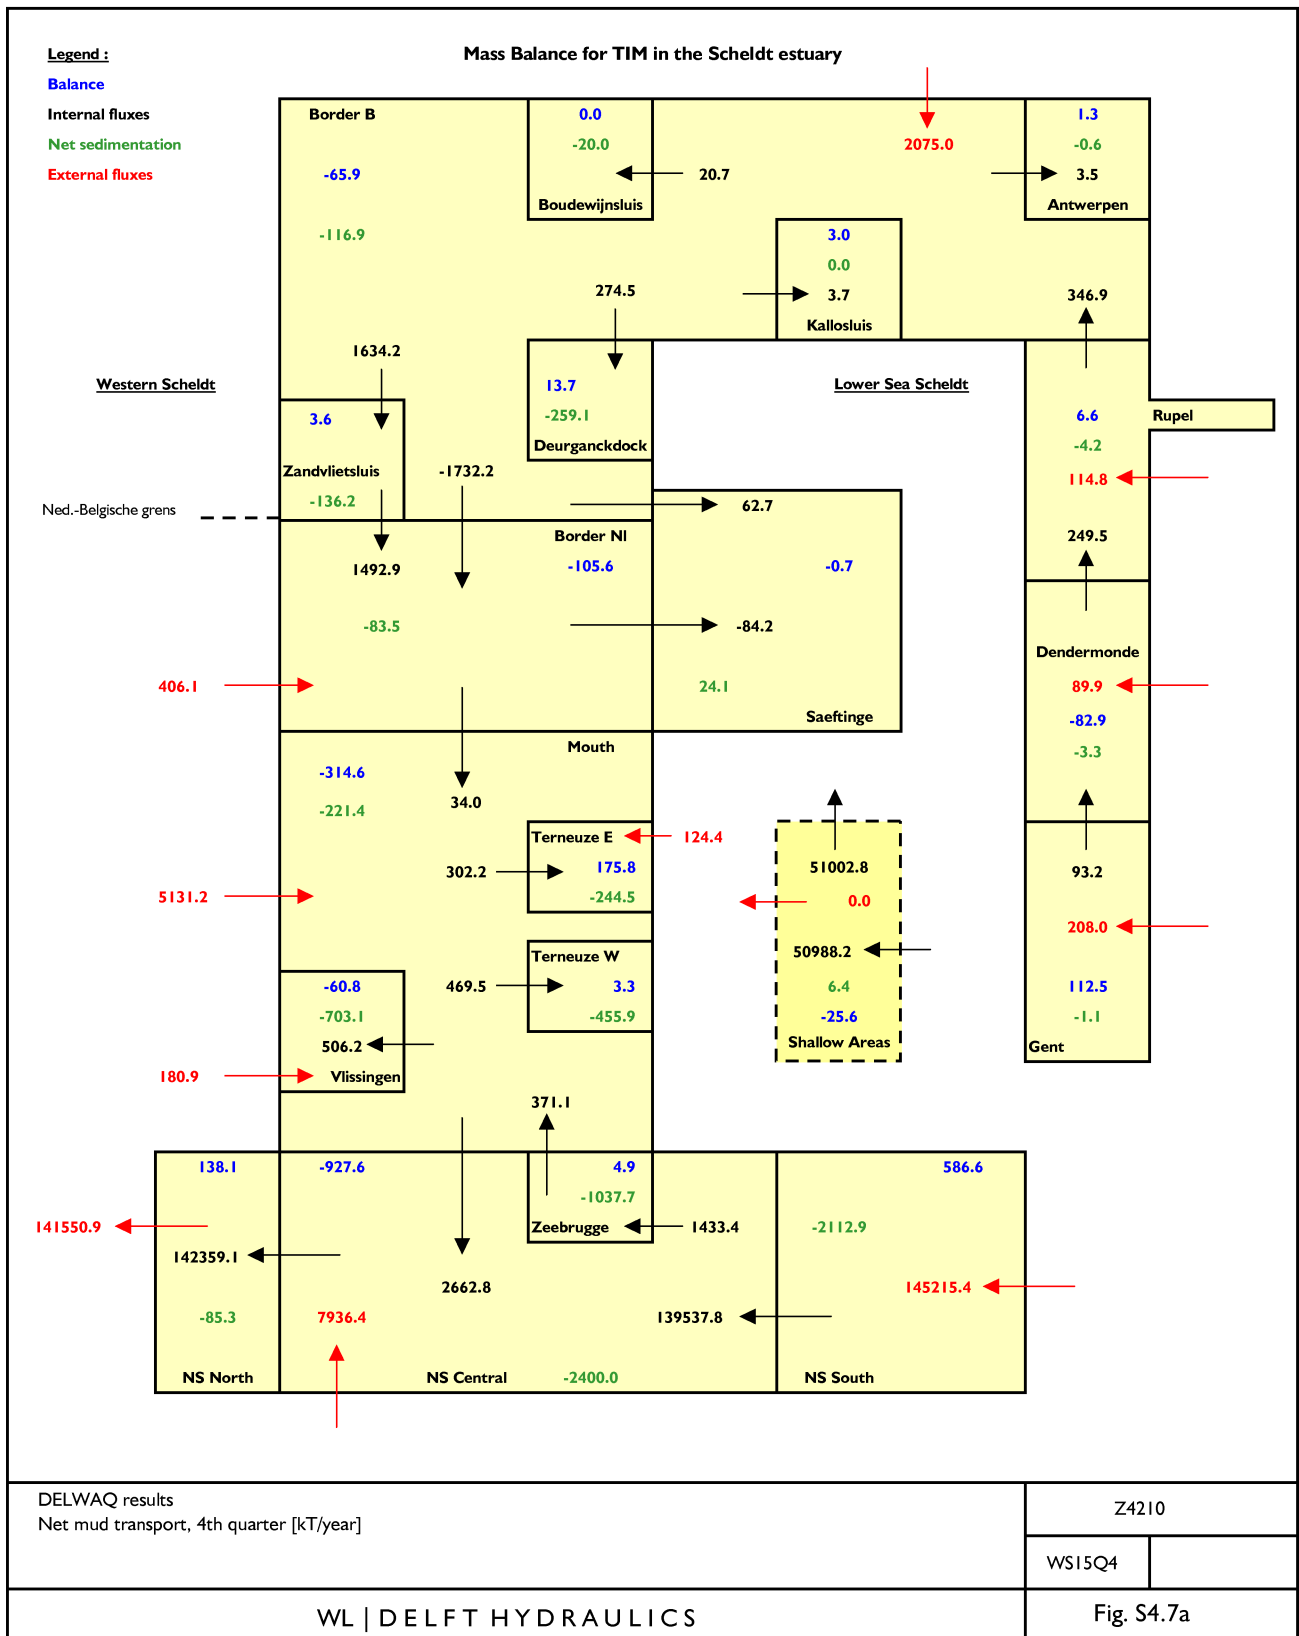 Mass Balance for TIM in the Scheldt estuary
Legend :
Balance
Internal fluxes
Net sedimentation
External fluxes
Border B
-65.9
-116.9
0.0
-20.0
20.7
Boudewijnsluis
2075.0
1.3
-0.6
3.5
Antwerpen
3.0
0.0
3.7
Kallosluis
274.5
346.9
1634.2
Western Scheldt
13.7
-259.1
Deurganckdock
Lower Sea Scheldt
6.6
-4.2
114.8
249.5
Rupel
3.6
Zandvlietsluis
-136.2
-1732.2
Ned.-Belgische grens
62.7
Border Nl
-105.6
1492.9
-83.5
406.1
-0.7
-84.2
24.1
Saeftinge
Dendermonde
89.9
-82.9
-3.3
Mouth
-314.6
-221.4
34.0
Terneuze E
124.4
175.8
-244.5
302.2
5131.2
Terneuze W
3.3
-455.9
469.5
-60.8
-703.1
506.2
Vlissingen
180.9
371.1
51002.8
0.0
50988.2
6.4
-25.6
Shallow Areas
93.2
208.0
112.5
-1.1
Gent
138.1
141550.9
142359.1
-85.3
NS North
-927.6
2662.8
7936.4
NS Central
-2400.0
4.9
-1037.7
Zeebrugge
1433.4
139537.8
586.6
-2112.9
145215.4
NS South
DELWAQ results
Net mud transport, 4th quarter [kT/year]
Z4210
WS15Q4
WL | DELFT HYDRAULICS
Fig. S4.7a